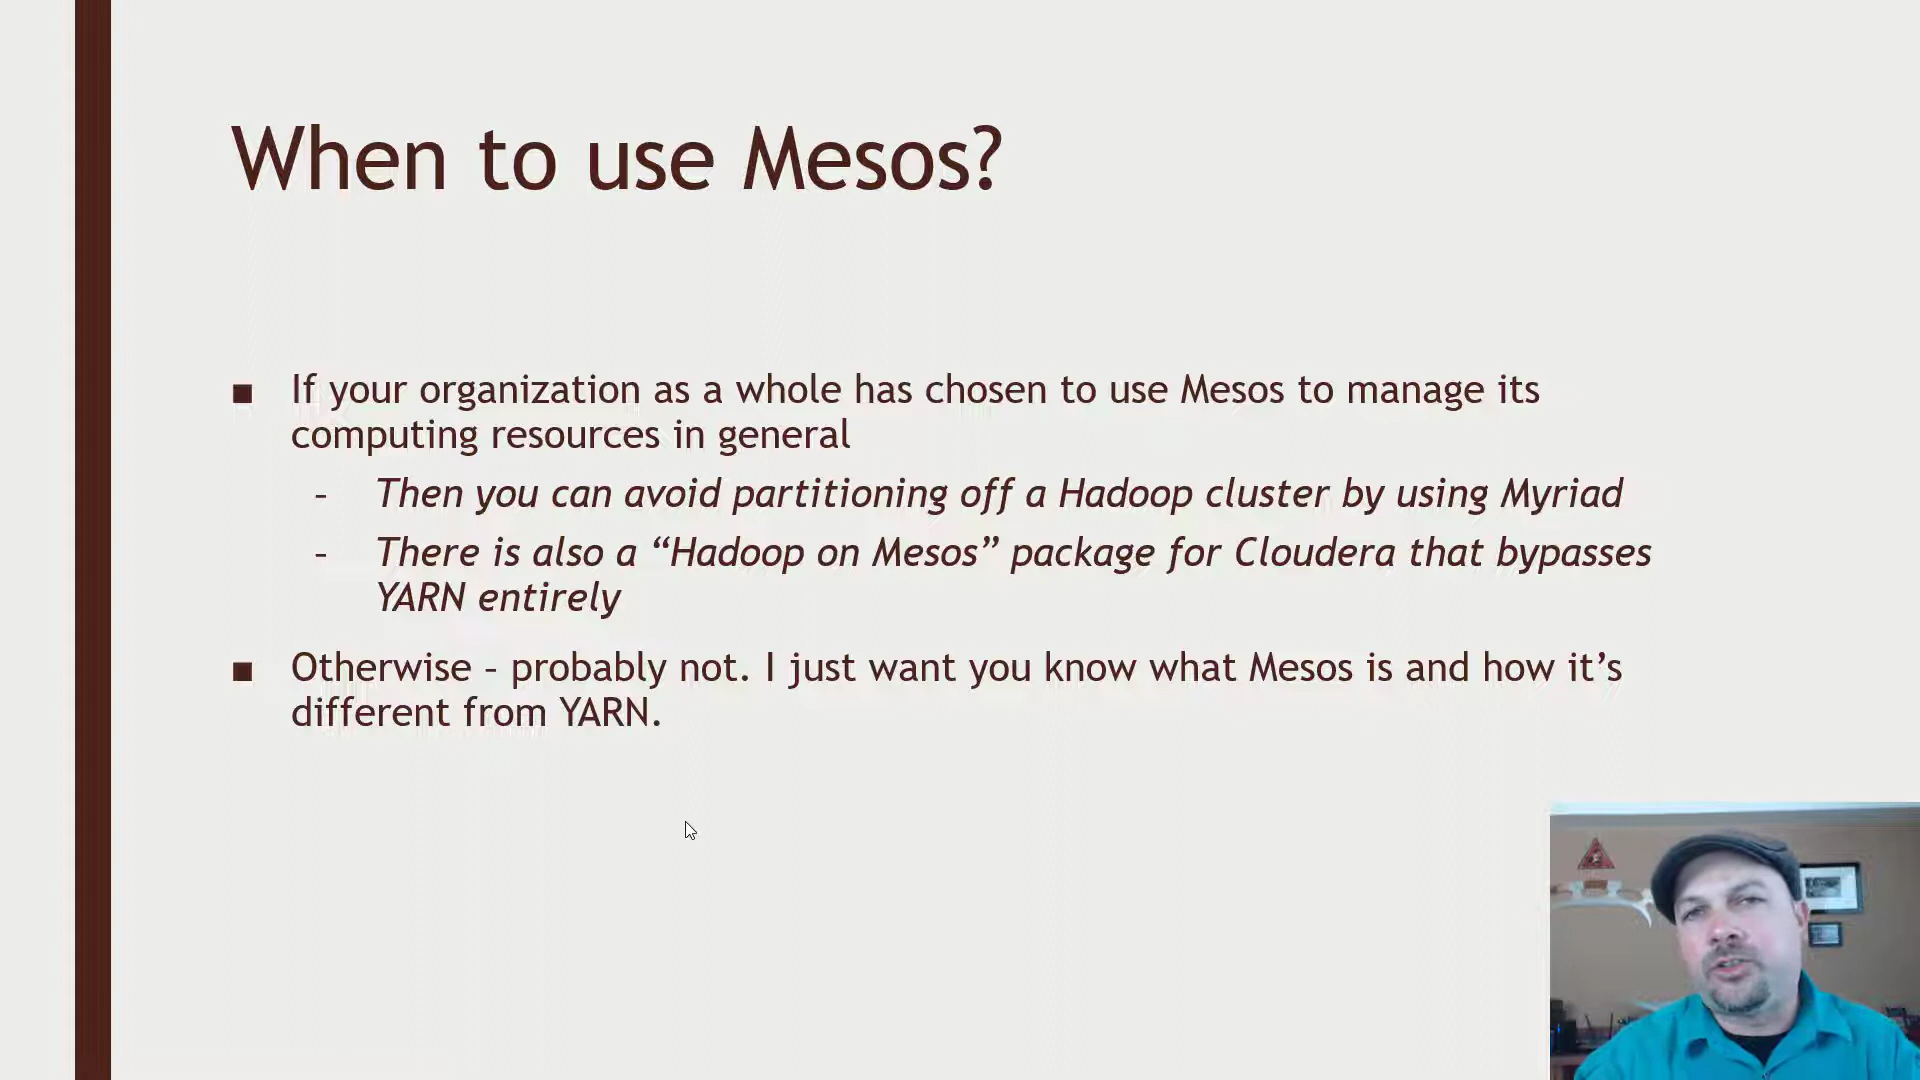 When to use Mesos?
■ If your organization as a whole has chosen to use Mesos to manage its
computing resources in general
– Then you can avoid partitioning off a Hadoop cluster by using Myriad
– There is also a “Hadoop on Mesos” package for Cloudera that bypasses
YARN entirely
■ Otherwise – probably not. I just want you know what Mesos is and how it’s
different from YARN.